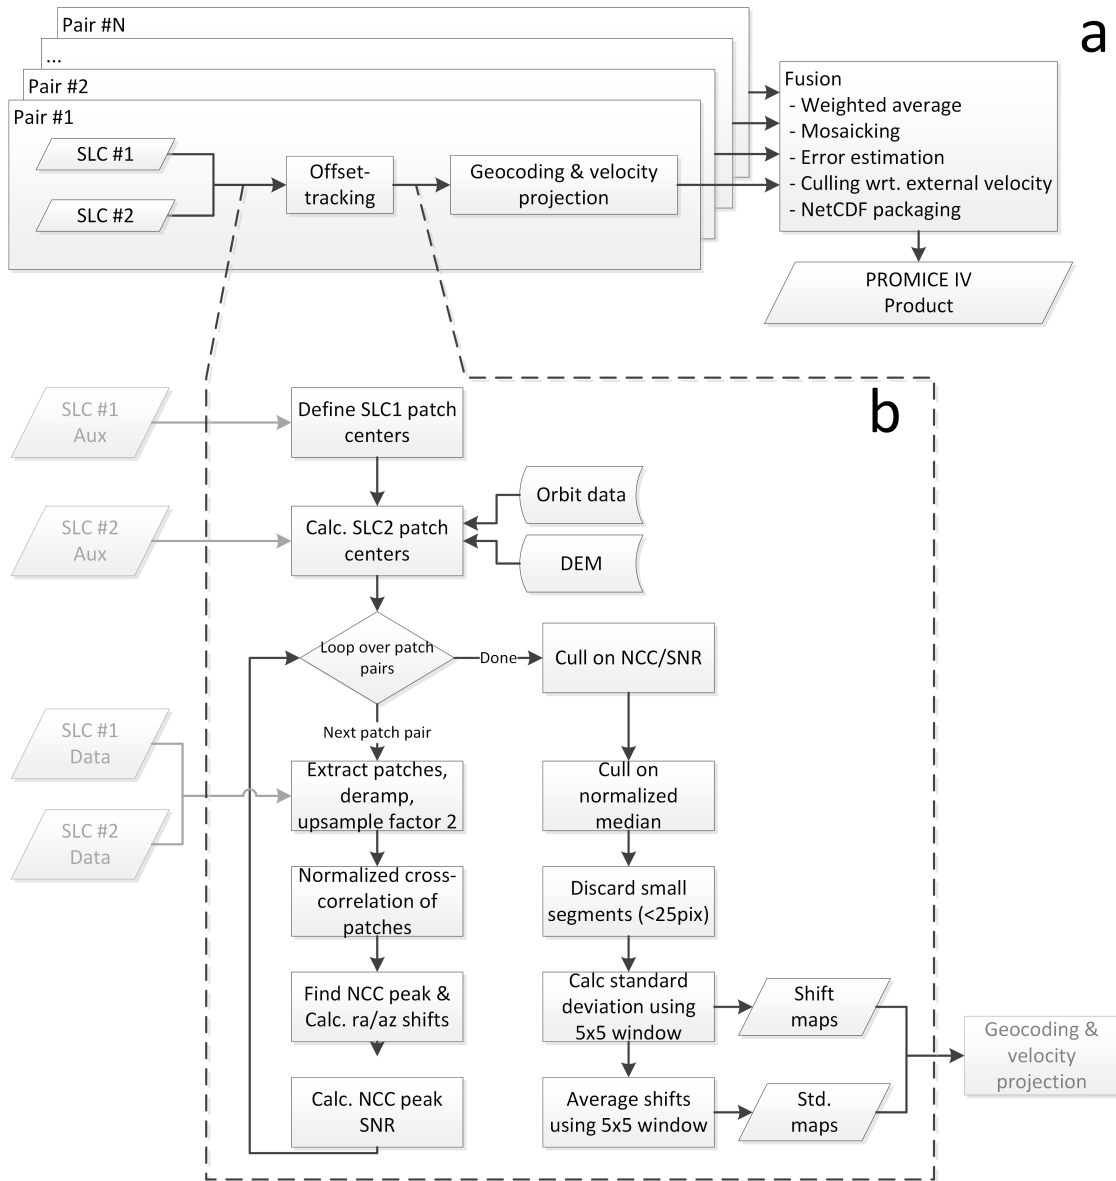 a
Pair #N
...
Pair #2
Pair #1
SLC #1
SLC #2
Offset-
tracking
Geocoding & velocity
projection
Fusion
- Weighted average
- Mosaicking
- Error estimation
- Culling wrt. external velocity
- NetCDF packaging
PROMICE IV
Product
b
SLC #1
Aux
Define SLC1 patch
centers
SLC #2
Aux
Calc. SLC2 patch
centers
Orbit data
DEM
Loop over patch
pairs
Done
Cull on NCC/SNR
Next patch pair
SLC #1
Data
SLC #2
Data
Extract patches,
deramp,
upsample factor 2
Normalized cross-
correlation of
patches
Find NCC peak &
Calc. ra/az shifts
Calc. NCC peak
SNR
Cull on
normalized
median
Discard small
segments (<25pix)
Calc standard
deviation using
5x5 window
Average shifts
using 5x5 window
Shift
maps
Std.
maps
Geocoding &
velocity
projection